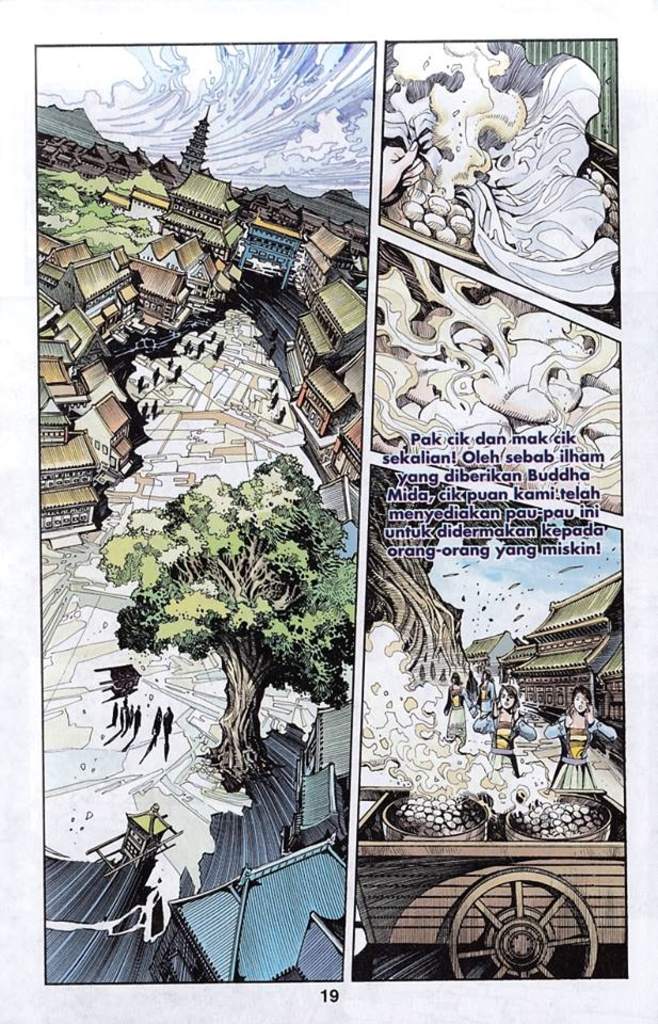 Pak cik dan mak cik
sekalian! Oleh sebab ilham
yang diberikan Buddha
Mida, cik puan kami telah
menyediakan pau-pau ini
untuk didermakan kepada
orang-orang yang miskin!
19